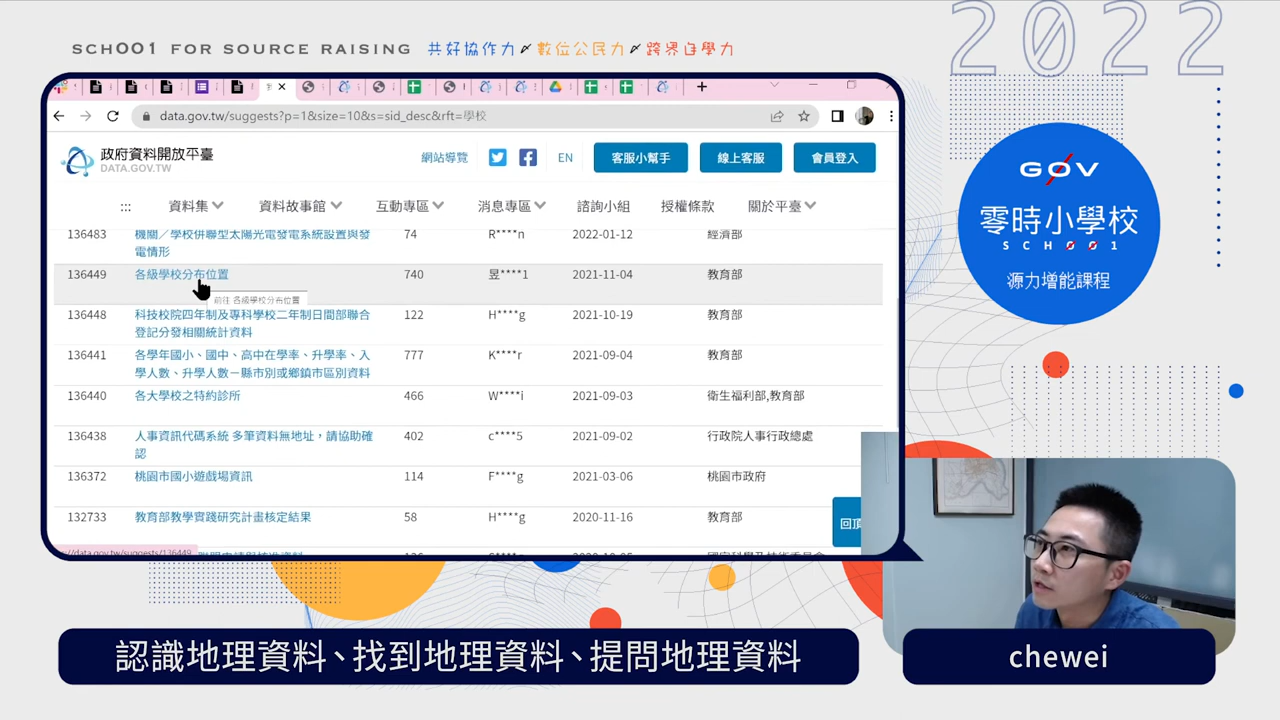 SCH001 FOR SOURCE RAISING 共好協作力 數位公民力 跨界自學力
2022
data.gov.tw/suggests?p=1&size=10&s=sid_desc&rft=學校
政府資料開放平臺
DATA.GOV.TW
網站導覽 EN 客服小幫手 線上客服 會員登入
::: 資料集 資料故事館 互動專區 消息專區 諮詢小組 授權條款 關於平臺
136483 機關／學校併聯型太陽光電發電系統設置與發電情形 74 R****n 2022-01-12 經濟部
136449 各級學校分布位置 740 昱****1 2021-11-04 教育部
前往 各級學校分布位置
136448 科技校院四年制及專科學校二年制日間部聯合登記分發相關統計資料 122 H****g 2021-10-19 教育部
136441 各學年國小、國中、高中在學率、升學率、入學人數、升學人數－縣市別或鄉鎮市區別資料 777 K****r 2021-09-04 教育部
136440 各大學校之特約診所 466 W****i 2021-09-03 衛生福利部,教育部
136438 人事資訊代碼系統 多筆資料無地址，請協助確認 402 c****5 2021-09-02 行政院人事行政總處
136372 桃園市國小遊戲場資訊 114 F****g 2021-03-06 桃園市政府
132733 教育部教學實踐研究計畫核定結果 58 H****g 2020-11-16 教育部
回頂
//data.gov.tw/suggests/136449
GOV
零時小學校
SCH001
源力增能課程
認識地理資料、找到地理資料、提問地理資料
chewei